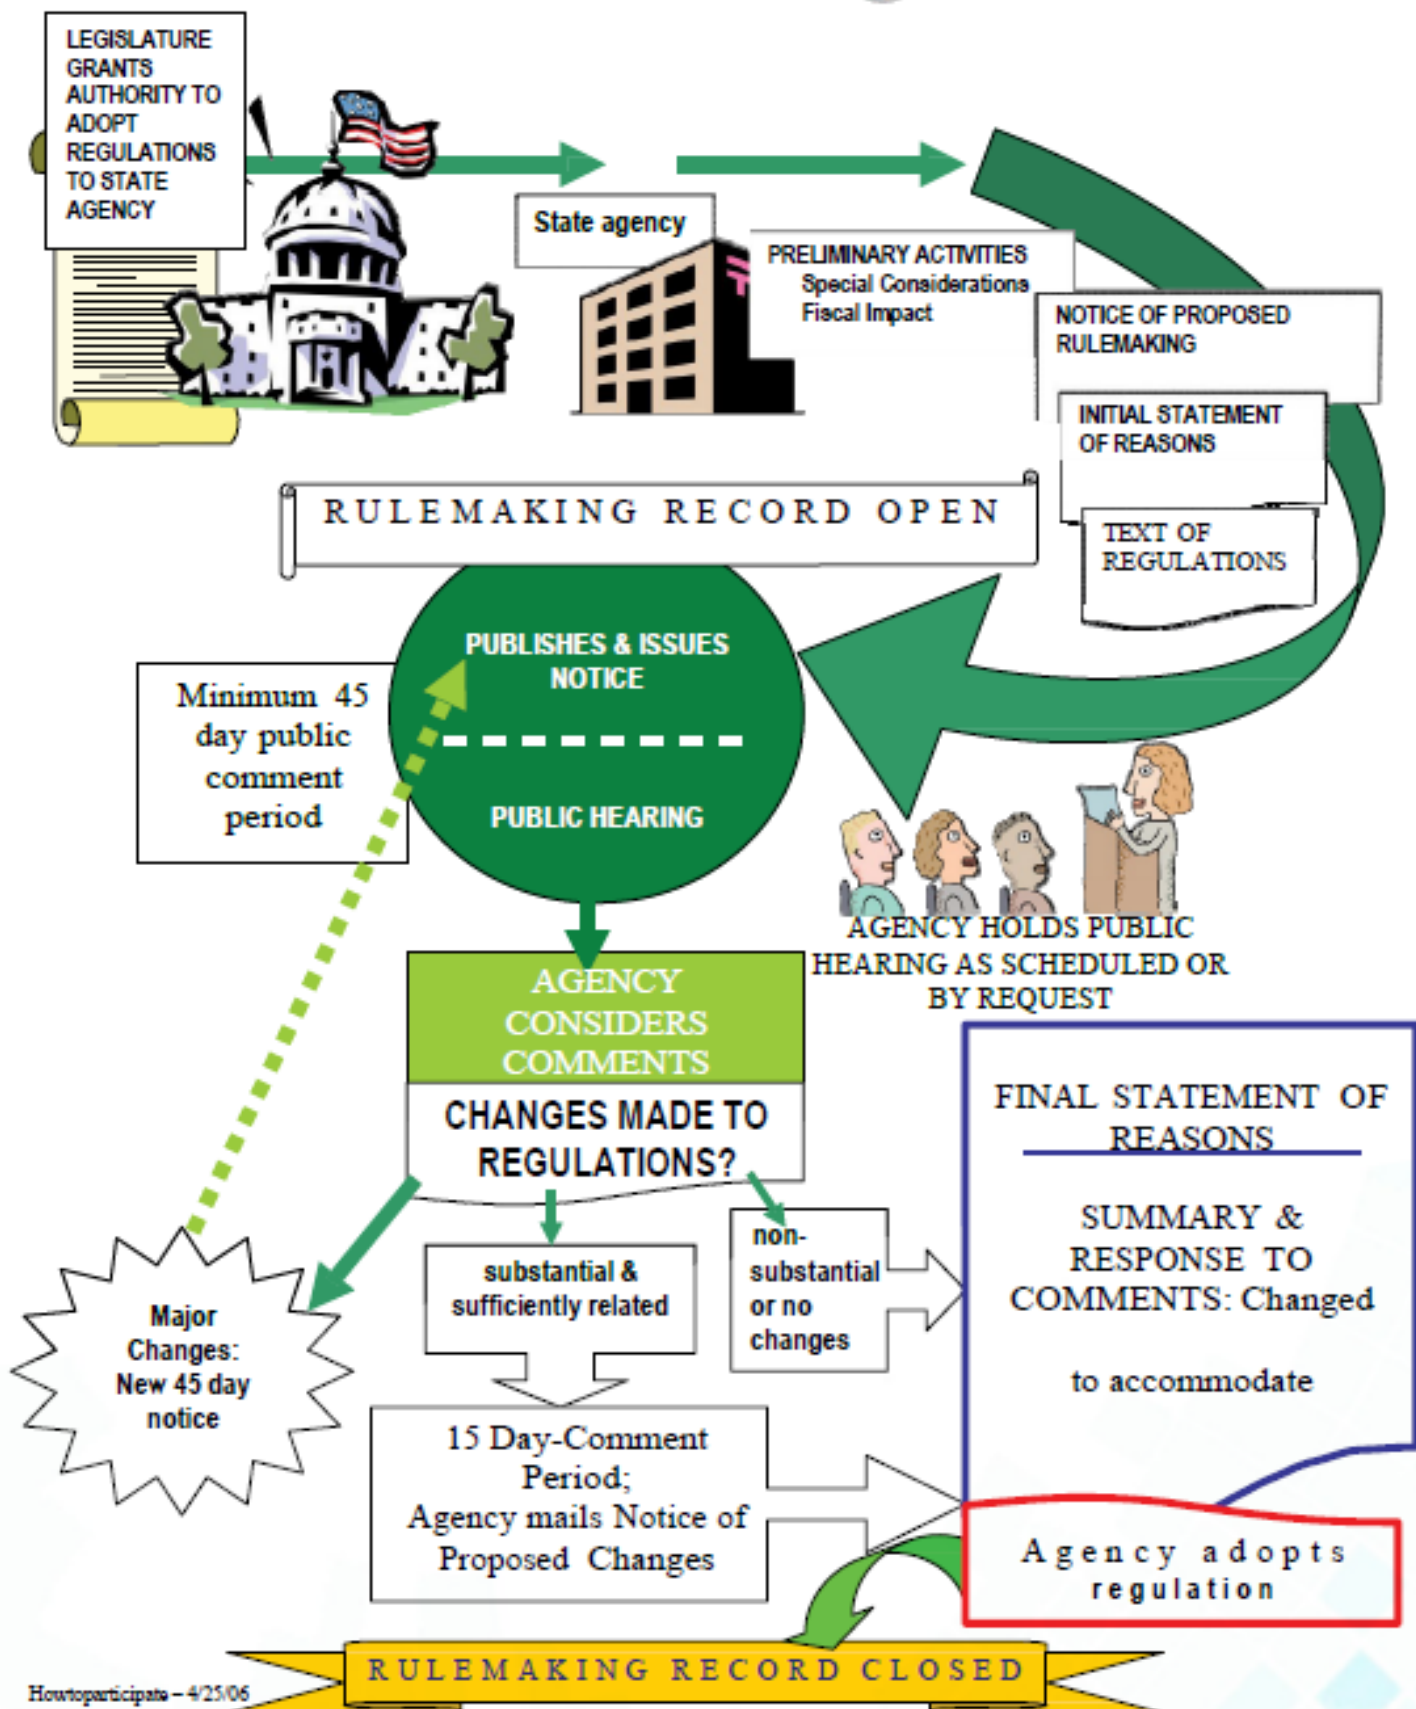 LEGISLATURE
GRANTS
AUTHORITY TO
ADOPT
REGULATIONS
TO STATE
AGENCY
State agency
PRELIMINARY ACTIVITIES
Special Considerations
Fiscal Impact
NOTICE OF PROPOSED
RULEMAKING
INITIAL STATEMENT
OF REASONS
TEXT OF
REGULATIONS
RULEMAKING RECORD OPEN
PUBLISHES & ISSUES
NOTICE
PUBLIC HEARING
Minimum 45
day public
comment
period
AGENCY HOLDS PUBLIC
HEARING AS SCHEDULED OR
BY REQUEST
AGENCY
CONSIDERS
COMMENTS
CHANGES MADE TO
REGULATIONS?
Major
Changes:
New 45 day
notice
substantial &
sufficiently related
non-
substantial
or no
changes
15 Day-Comment
Period;
Agency mails Notice of
Proposed Changes
FINAL STATEMENT OF
REASONS
SUMMARY &
RESPONSE TO
COMMENTS: Changed
to accommodate
Agency adopts
regulation
RULEMAKING RECORD CLOSED
Howtoparticipate – 4/25/06